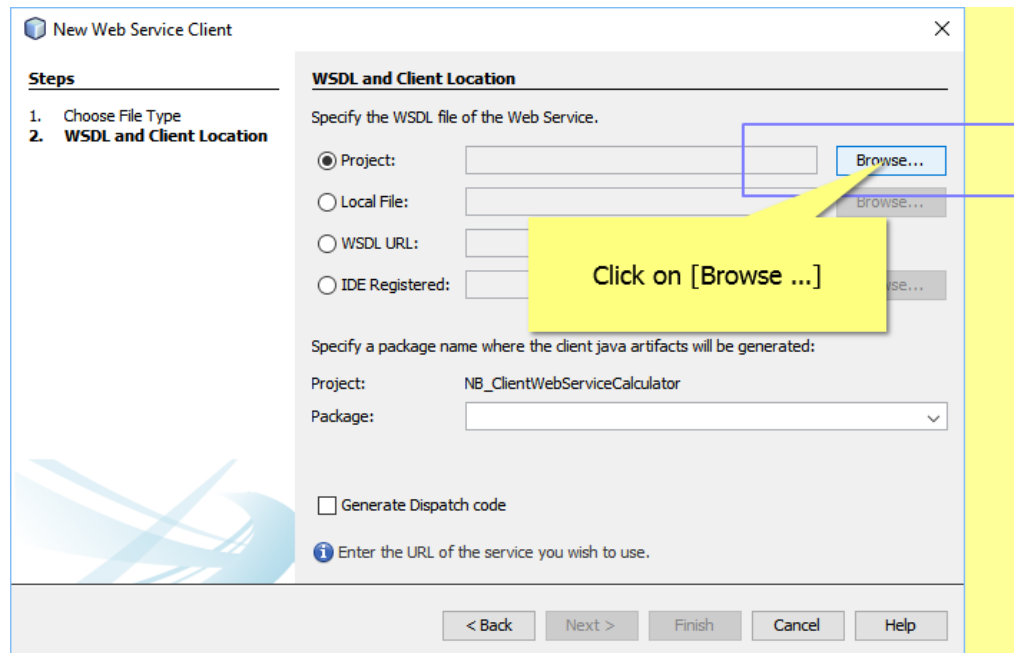 New Web Service Client
Steps
1. Choose File Type
2. WSDL and Client Location
WSDL and Client Location
Specify the WSDL file of the Web Service.
Project: Browse...
Local File: Browse...
WSDL URL:
IDE Registered:
Click on [Browse ...]
Specify a package name where the client java artifacts will be generated:
Project: NB_ClientWebServiceCalculator
Package:
Generate Dispatch code
Enter the URL of the service you wish to use.
< Back Next > Finish Cancel Help